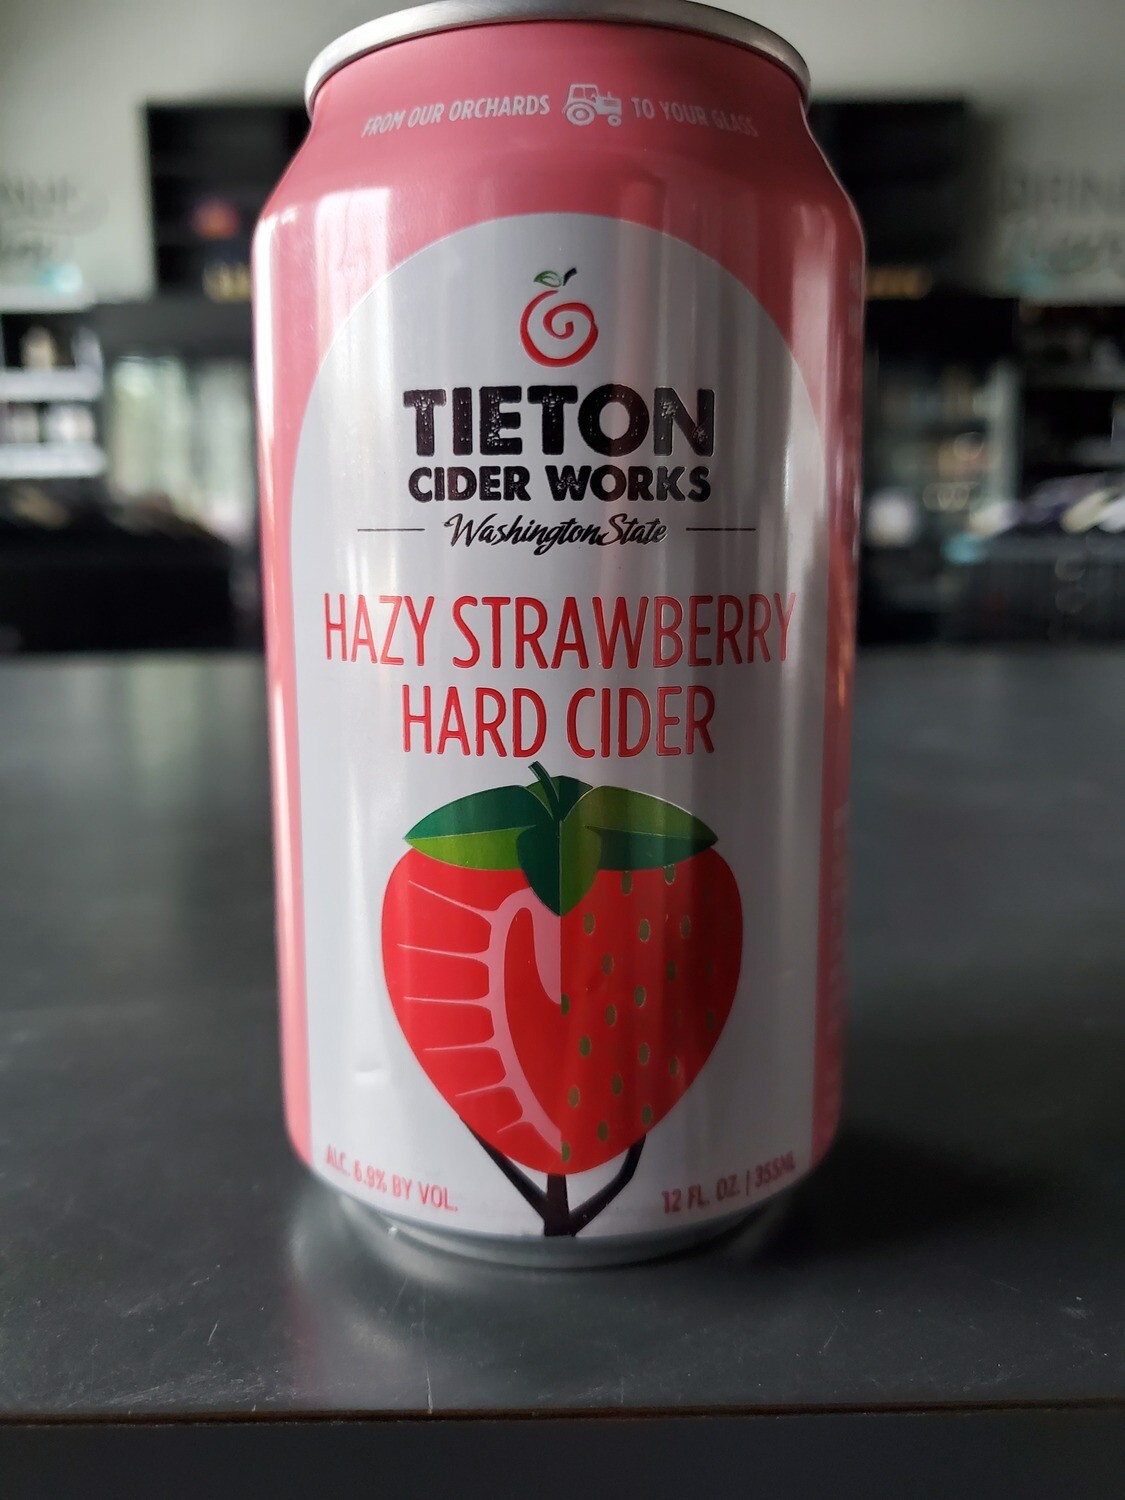 FROM OUR ORCHARDS TO YOUR GLASS
TIETON
CIDER WORKS
Washington State
HAZY STRAWBERRY
HARD CIDER
ALC. 6.9% BY VOL.
12 FL. OZ. | 355ML